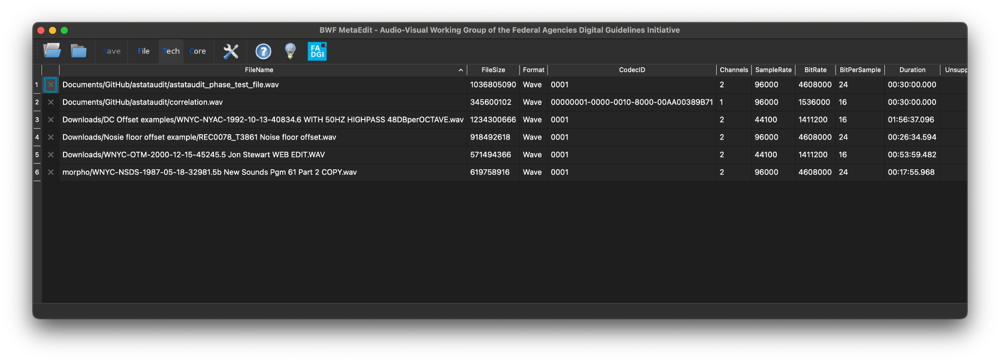 BWF MetaEdit - Audio-Visual Working Group of the Federal Agencies Digital Guidelines Initiative
Save File Tech Core ? FA DGI
FileName FileSize Format CodecID Channels SampleRate BitRate BitPerSample Duration Unsupp
1 Documents/GitHub/astataudit/astataudit_phase_test_file.wav 1036805090 Wave 0001 2 96000 4608000 24 00:30:00.000
2 Documents/GitHub/astataudit/correlation.wav 345600102 Wave 00000001-0000-0010-8000-00AA00389B71 1 96000 1536000 16 00:30:00.000
3 Downloads/DC Offset examples/WNYC-NYAC-1992-10-13-40834.6 WITH 50HZ HIGHPASS 48DBperOCTAVE.wav 1234300666 Wave 0001 2 44100 1411200 16 01:56:37.096
4 Downloads/Nosie floor offset example/REC0078_T3861 Noise floor offset.wav 918492618 Wave 0001 2 96000 4608000 24 00:26:34.594
5 Downloads/WNYC-OTM-2000-12-15-45245.5 Jon Stewart WEB EDIT.WAV 571494366 Wave 0001 2 44100 1411200 16 00:53:59.482
6 morpho/WNYC-NSDS-1987-05-18-32981.5b New Sounds Pgm 61 Part 2 COPY.wav 619758916 Wave 0001 2 96000 4608000 24 00:17:55.968